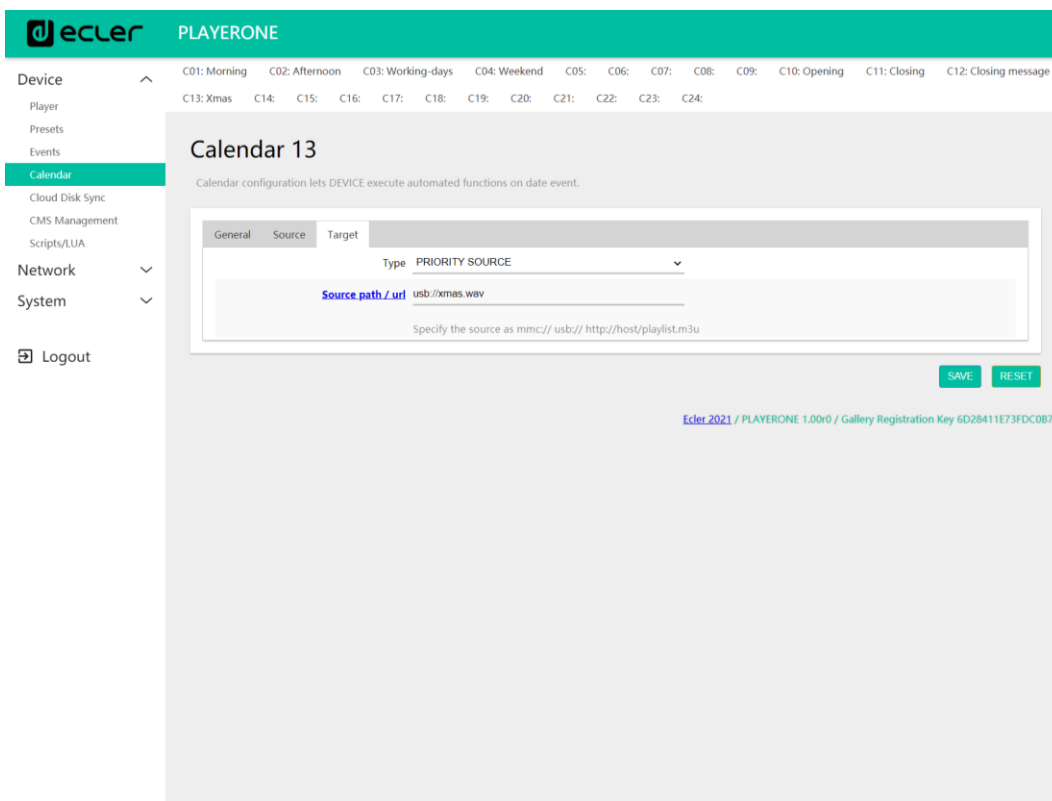 ecler PLAYERONE
Device
Player
Presets
Events
Calendar
Cloud Disk Sync
CMS Management
Scripts/LUA
Network
System
Logout
C01: Morning C02: Afternoon C03: Working-days C04: Weekend C05: C06: C07: C08: C09: C10: Opening C11: Closing C12: Closing message
C13: Xmas C14: C15: C16: C17: C18: C19: C20: C21: C22: C23: C24:
Calendar 13
Calendar configuration lets DEVICE execute automated functions on date event.
General Source Target
Type PRIORITY SOURCE
Source path / url usb://xmas.wav
Specify the source as mmc:// usb:// http://host/playlist.m3u
SAVE RESET
Ecler 2021 / PLAYERONE 1.00r0 / Gallery Registration Key 6D28411E73FDC0B7